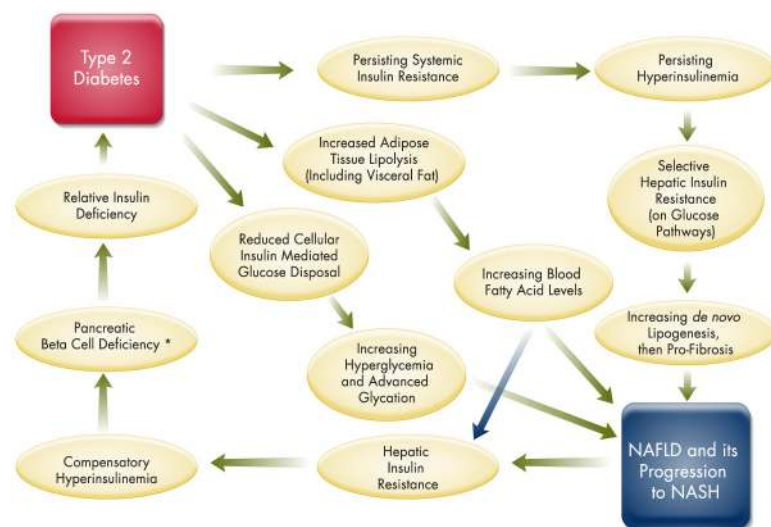 Type 2
Diabetes
Persisting Systemic
Insulin Resistance
Persisting
Hyperinsulinemia
Increased Adipose
Tissue Lipolysis
(Including Visceral Fat)
Selective
Hepatic Insulin
Resistance
(on Glucose
Pathways)
Relative Insulin
Deficiency
Reduced Cellular
Insulin Mediated
Glucose Disposal
Increasing Blood
Fatty Acid Levels
Pancreatic
Beta Cell Deficiency *
Increasing de novo
Lipogenesis,
then Pro-Fibrosis
Increasing
Hyperglycemia
and Advanced
Glycation
Compensatory
Hyperinsulinemia
Hepatic
Insulin
Resistance
NAFLD and its
Progression
to NASH